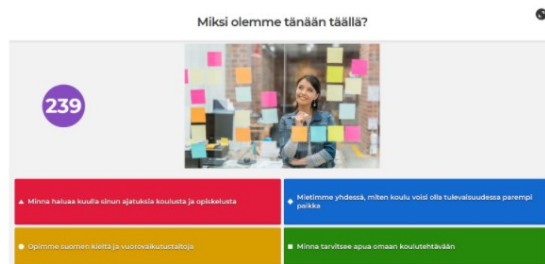 Miksi olemme tänään täällä?
239
Minna haluaa kuulla sinun ajatuksia koulusta ja opiskelusta
Mietimme yhdessä, miten koulu voisi olla tulevaisuudessa parempi
paikka
Opimme suomen kieltä ja vuorovaikutustaitoja
Minna tarvitsee apua omaan koulutehtävään